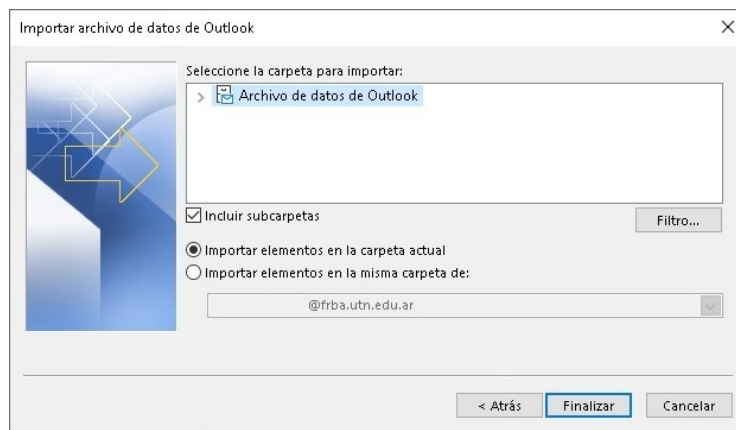 Importar archivo de datos de Outlook
Seleccione la carpeta para importar:
Archivo de datos de Outlook
Incluir subcarpetas
Filtro...
Importar elementos en la carpeta actual
Importar elementos en la misma carpeta de:
@frba.utn.edu.ar
< Atrás Finalizar Cancelar